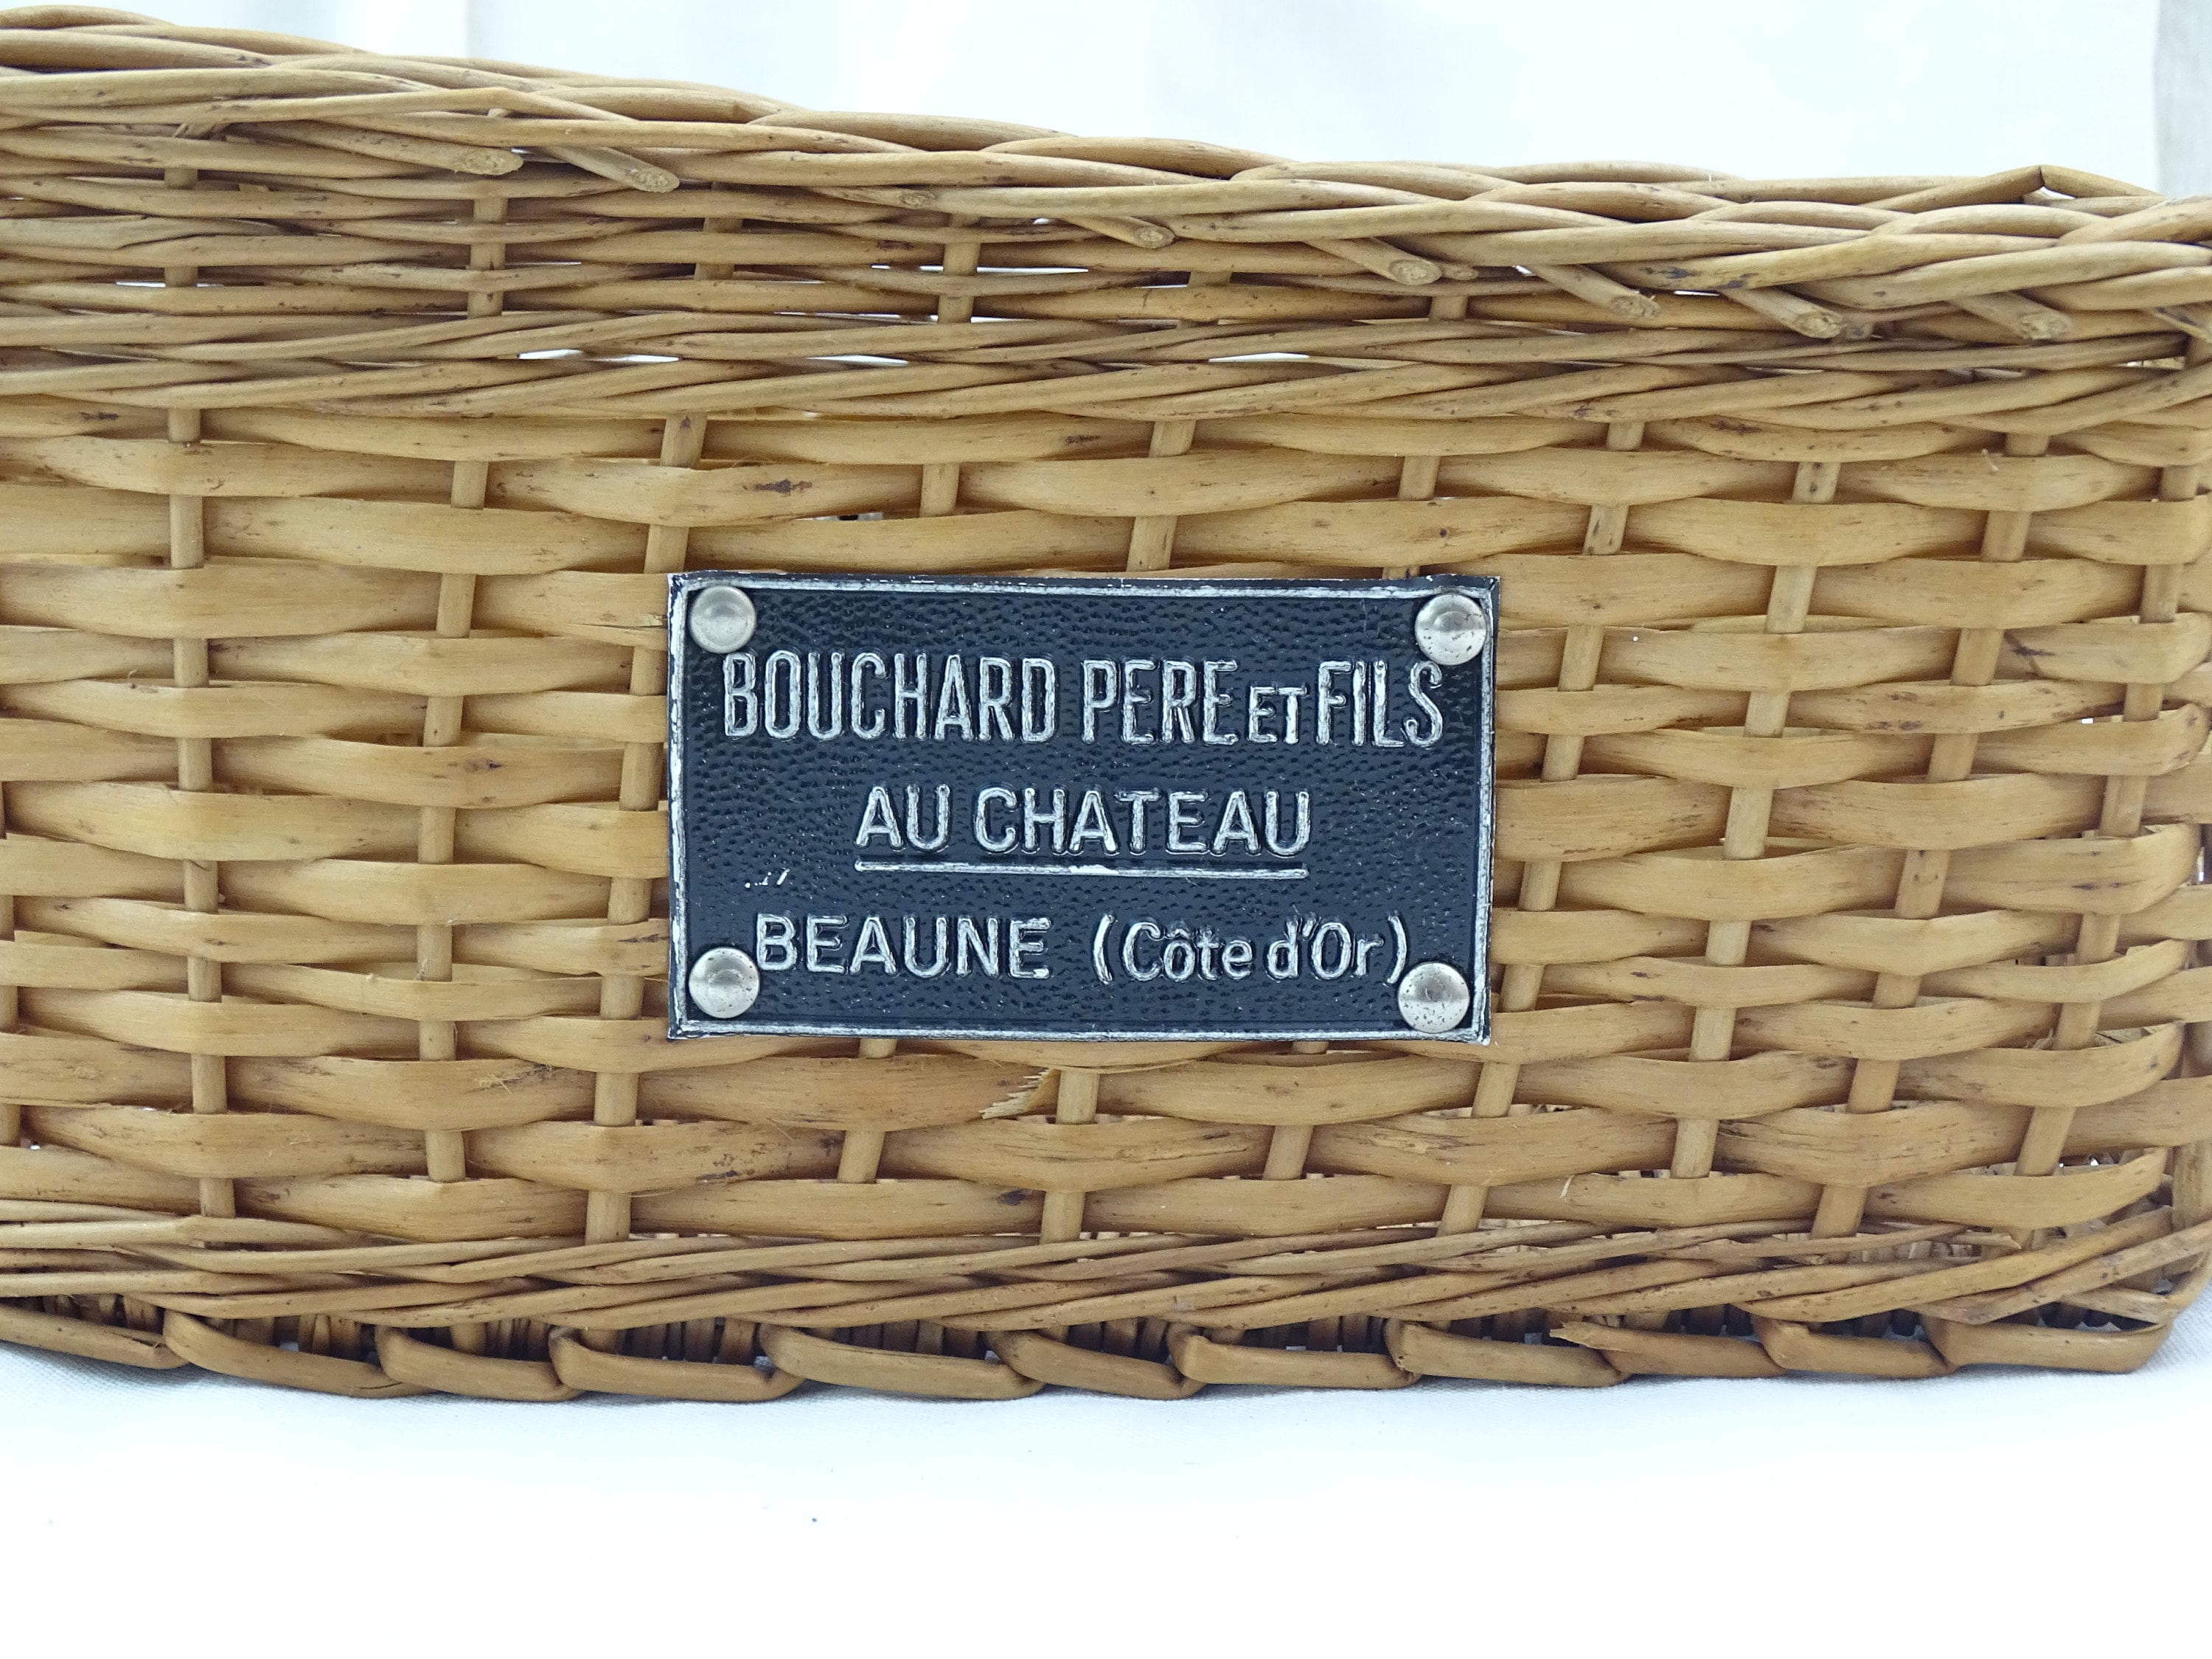 BOUCHARD PERE ET FILS
AU CHATEAU
BEAUNE (Côte d'Or)